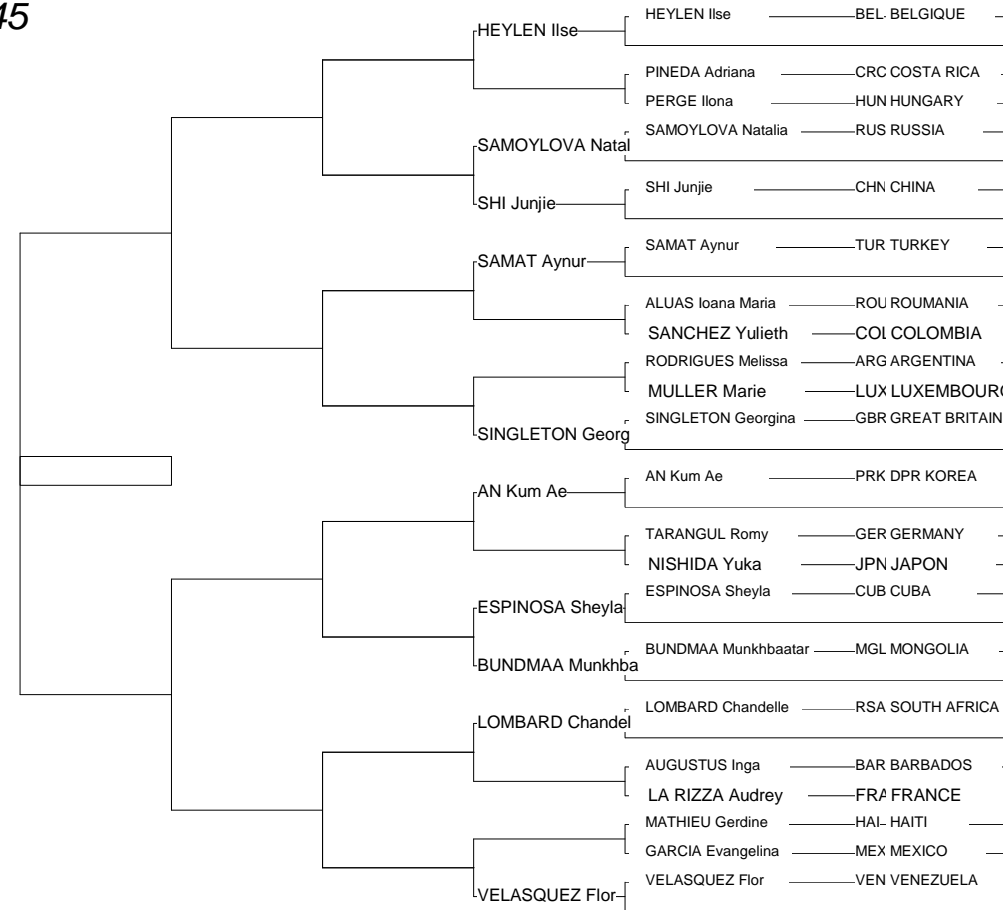 45
HEYLEN Ilse HEYLEN Ilse BEL- BELGIQUE
PINEDA Adriana CRC COSTA RICA
PERGE Ilona HUN HUNGARY
SAMOYLOVA Natal SAMOYLOVA Natalia RUS RUSSIA
SHI Junjie SHI Junjie CHN CHINA
SAMAT Aynur SAMAT Aynur TUR TURKEY
ALUAS Ioana Maria ROU ROUMANIA
SANCHEZ Yulieth COL COLOMBIA
RODRIGUES Melissa ARG ARGENTINA
MULLER Marie LUX LUXEMBOURG
SINGLETON Georg SINGLETON Georgina GBR GREAT BRITAIN
AN Kum Ae AN Kum Ae PRK DPR KOREA
TARANGUL Romy GER GERMANY
NISHIDA Yuka JPN JAPON
ESPINOSA Sheyla ESPINOSA Sheyla CUB CUBA
BUNDMAA Munkhba BUNDMAA Munkhbaatar MGL MONGOLIA
LOMBARD Chandel LOMBARD Chandelle RSA SOUTH AFRICA
AUGUSTUS Inga BAR BARBADOS
LA RIZZA Audrey FRA FRANCE
MATHIEU Gerdine HAI- HAITI
GARCIA Evangelina MEX MEXICO
VELASQUEZ Flor VELASQUEZ Flor VEN VENEZUELA